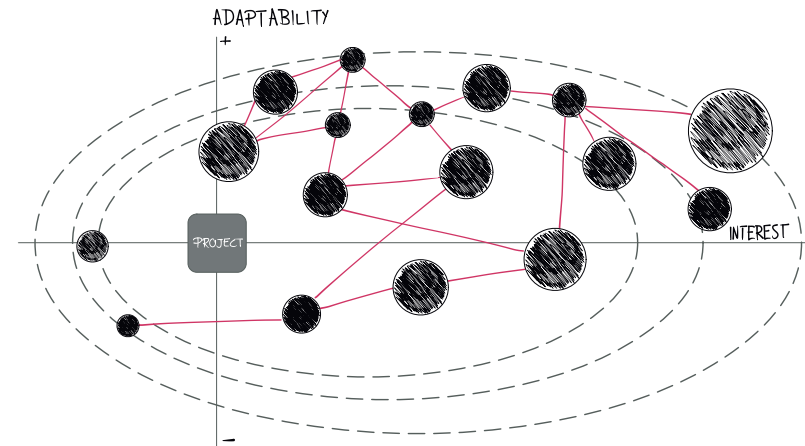 ADAPTABILITY
+
PROJECT
INTEREST
-